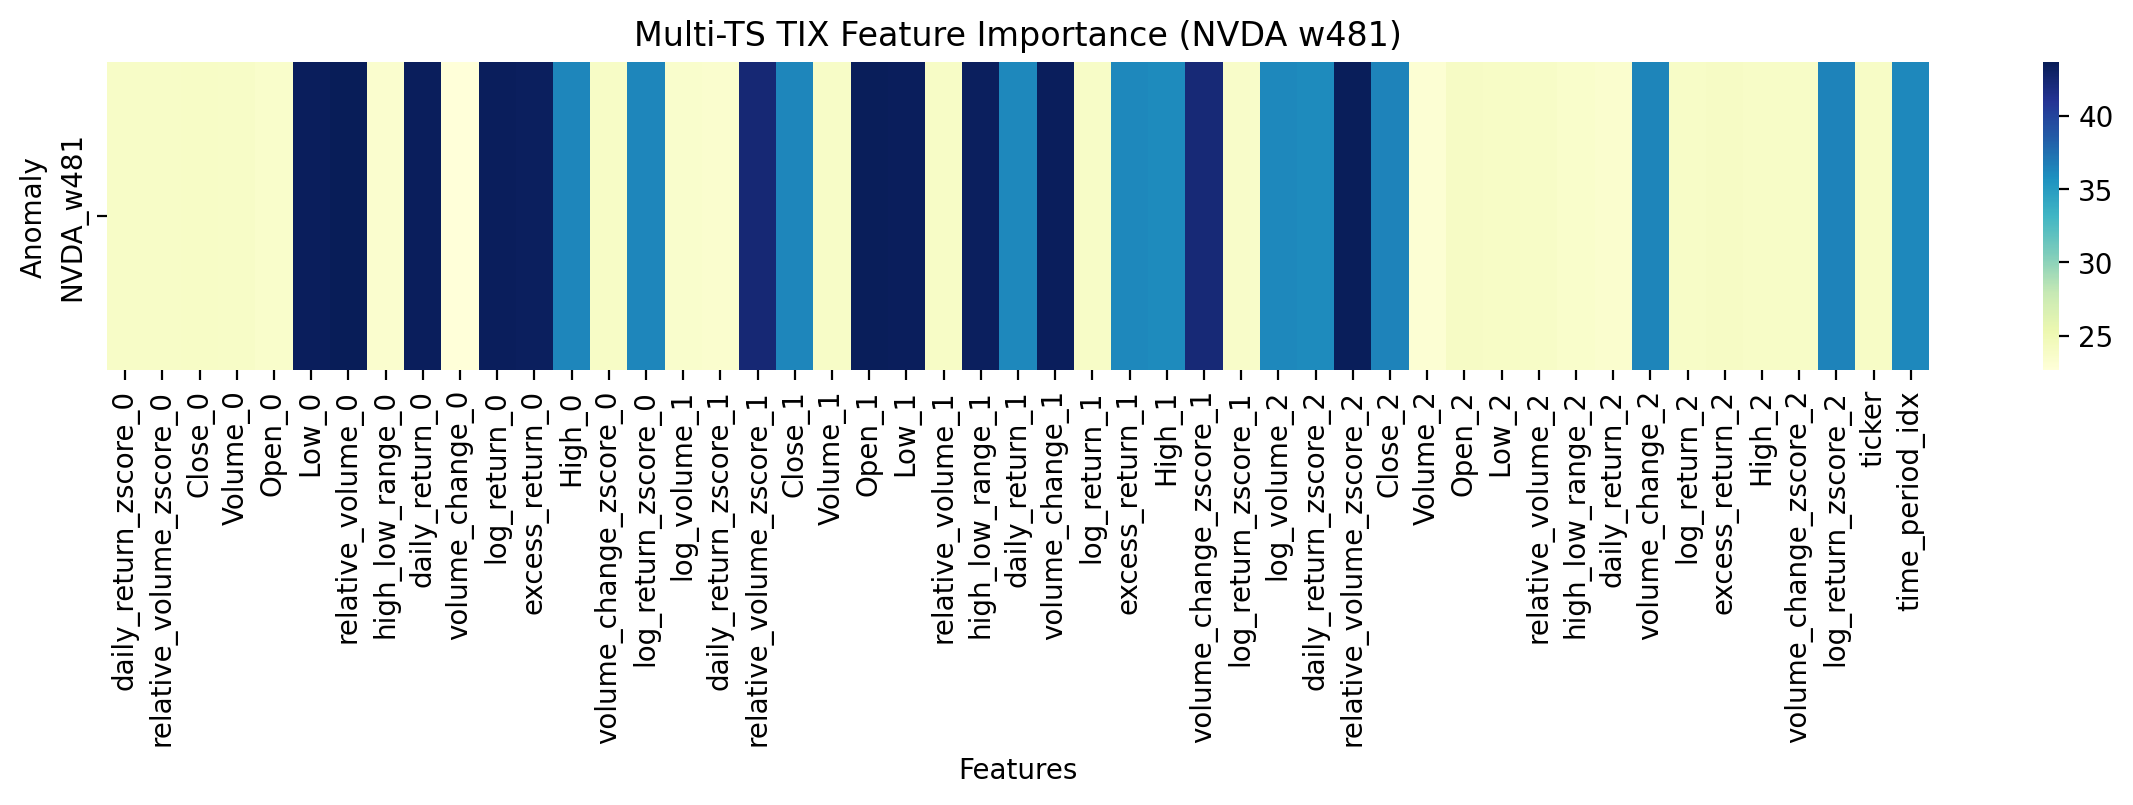 Multi-TS TIX Feature Importance (NVDA w481)
Anomaly
NVDA_w481
40
35
30
25
daily_return_zscore_0
relative_volume_zscore_0
Close_0
Volume_0
Open_0
Low_0
relative_volume_0
high_low_range_0
daily_return_0
volume_change_0
log_return_0
excess_return_0
High_0
volume_change_zscore_0
log_return_zscore_0
log_volume_1
daily_return_zscore_1
relative_volume_zscore_1
Close_1
Volume_1
Open_1
Low_1
relative_volume_1
high_low_range_1
daily_return_1
volume_change_1
log_return_1
excess_return_1
High_1
volume_change_zscore_1
log_return_zscore_1
log_volume_2
daily_return_zscore_2
relative_volume_zscore_2
Close_2
Volume_2
Open_2
Low_2
relative_volume_2
high_low_range_2
daily_return_2
volume_change_2
log_return_2
excess_return_2
High_2
volume_change_zscore_2
log_return_zscore_2
ticker
time_period_idx
Features